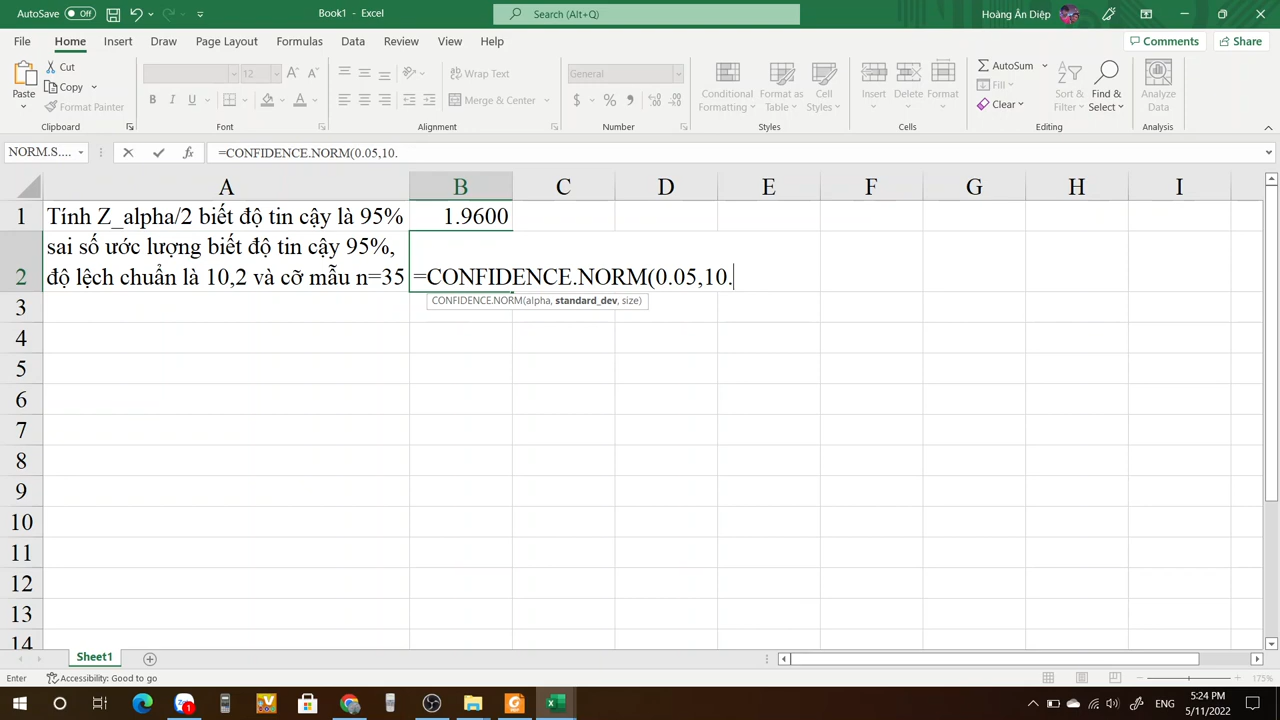 AutoSave Off
Book1 - Excel
Search (Alt+Q)
Hoàng Ân Diệp
File Home Insert Draw Page Layout Formulas Data Review View Help
Comments Share
Paste
Cut
Copy
Format Painter
Clipboard
12
B I U
Font
Wrap Text
Merge & Center
Alignment
General
$ % ,
Number
Conditional Formatting
Format as Table
Cell Styles
Styles
Insert
Delete
Format
Cells
AutoSum
Fill
Clear
Sort & Filter
Find & Select
Editing
Analyze Data
Analysis
NORM.S....
fx
=CONFIDENCE.NORM(0.05,10.
A B C D E F G H I
1 Tính Z_alpha/2 biết độ tin cậy là 95% 1.9600
sai số ước lượng biết độ tin cậy 95%,
2 độ lệch chuẩn là 10,2 và cỡ mẫu n=35 =CONFIDENCE.NORM(0.05,10.
CONFIDENCE.NORM(alpha, standard_dev, size)
3
4
5
6
7
8
9
10
11
12
13
14
Sheet1
Enter
Accessibility: Good to go
175%
1
ENG
5:24 PM
5/11/2022